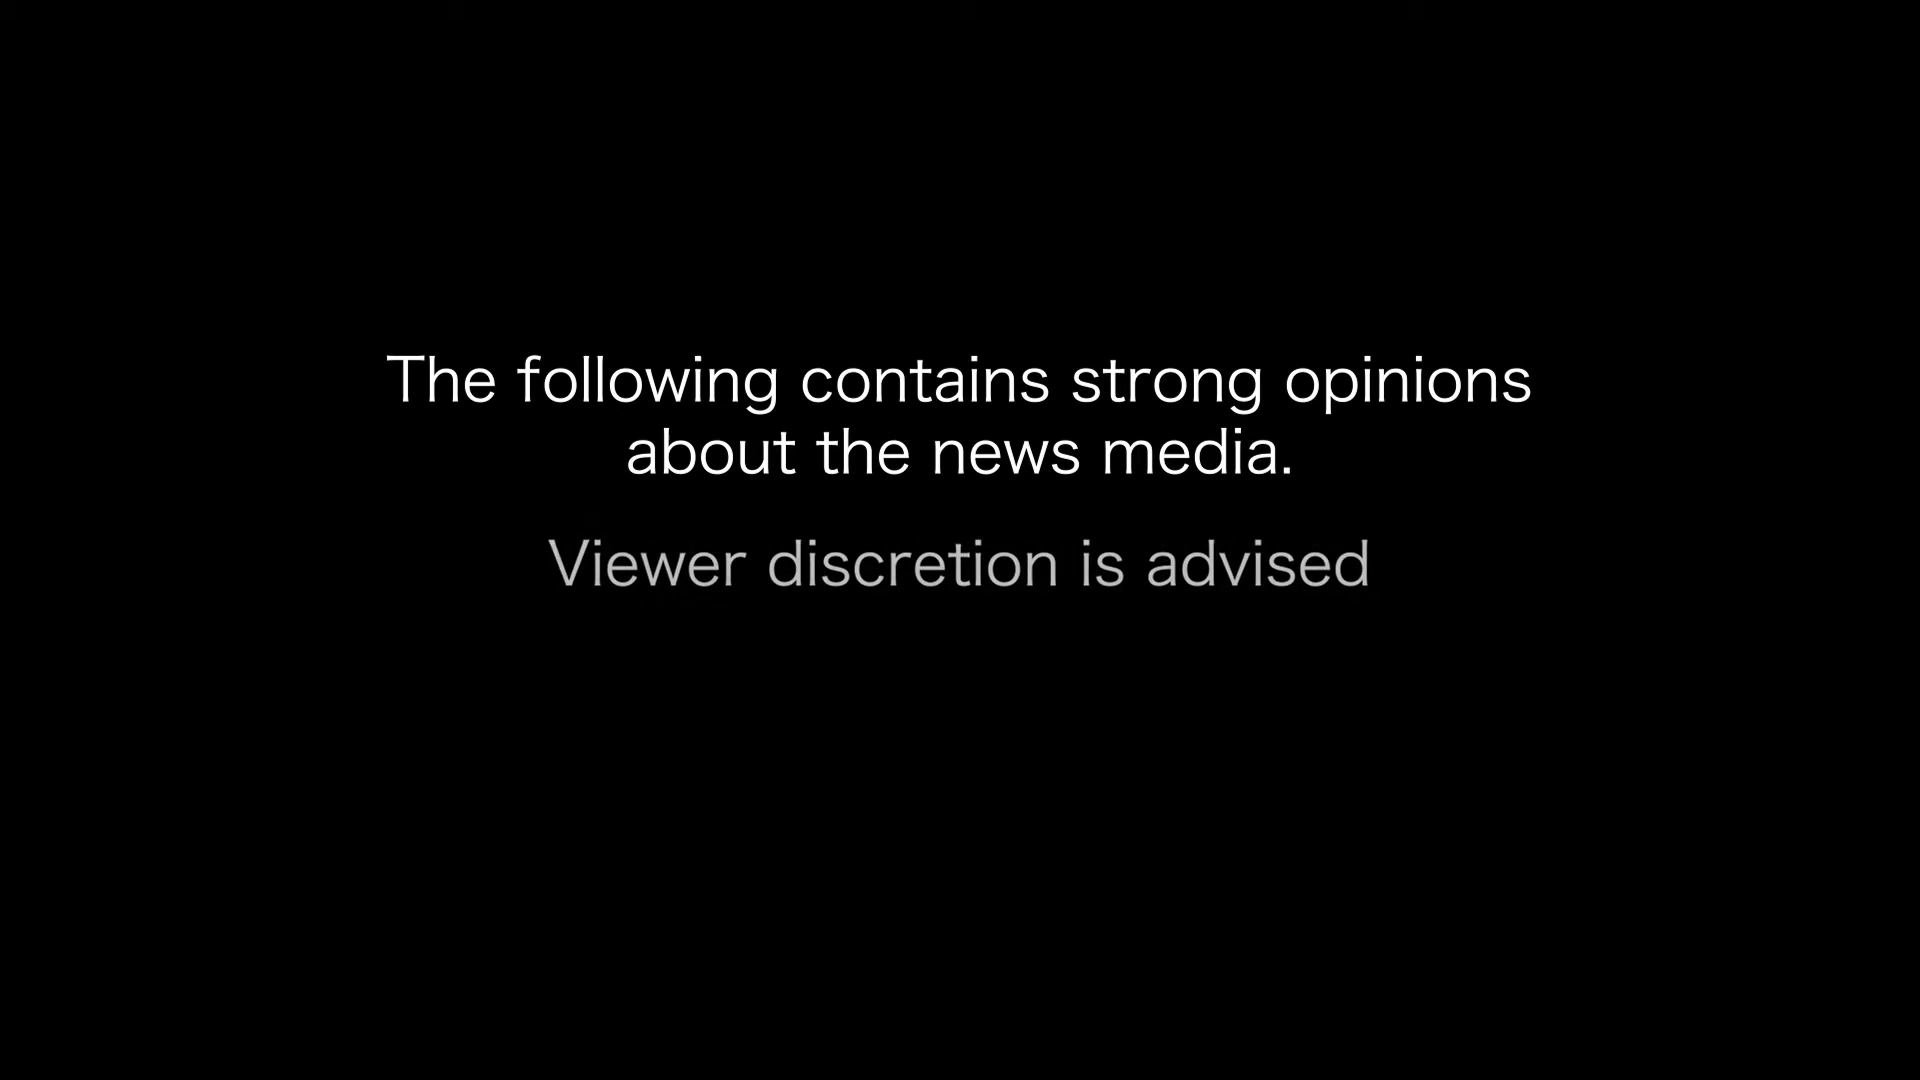 The following contains strong opinions
about the news media.
Viewer discretion is advised